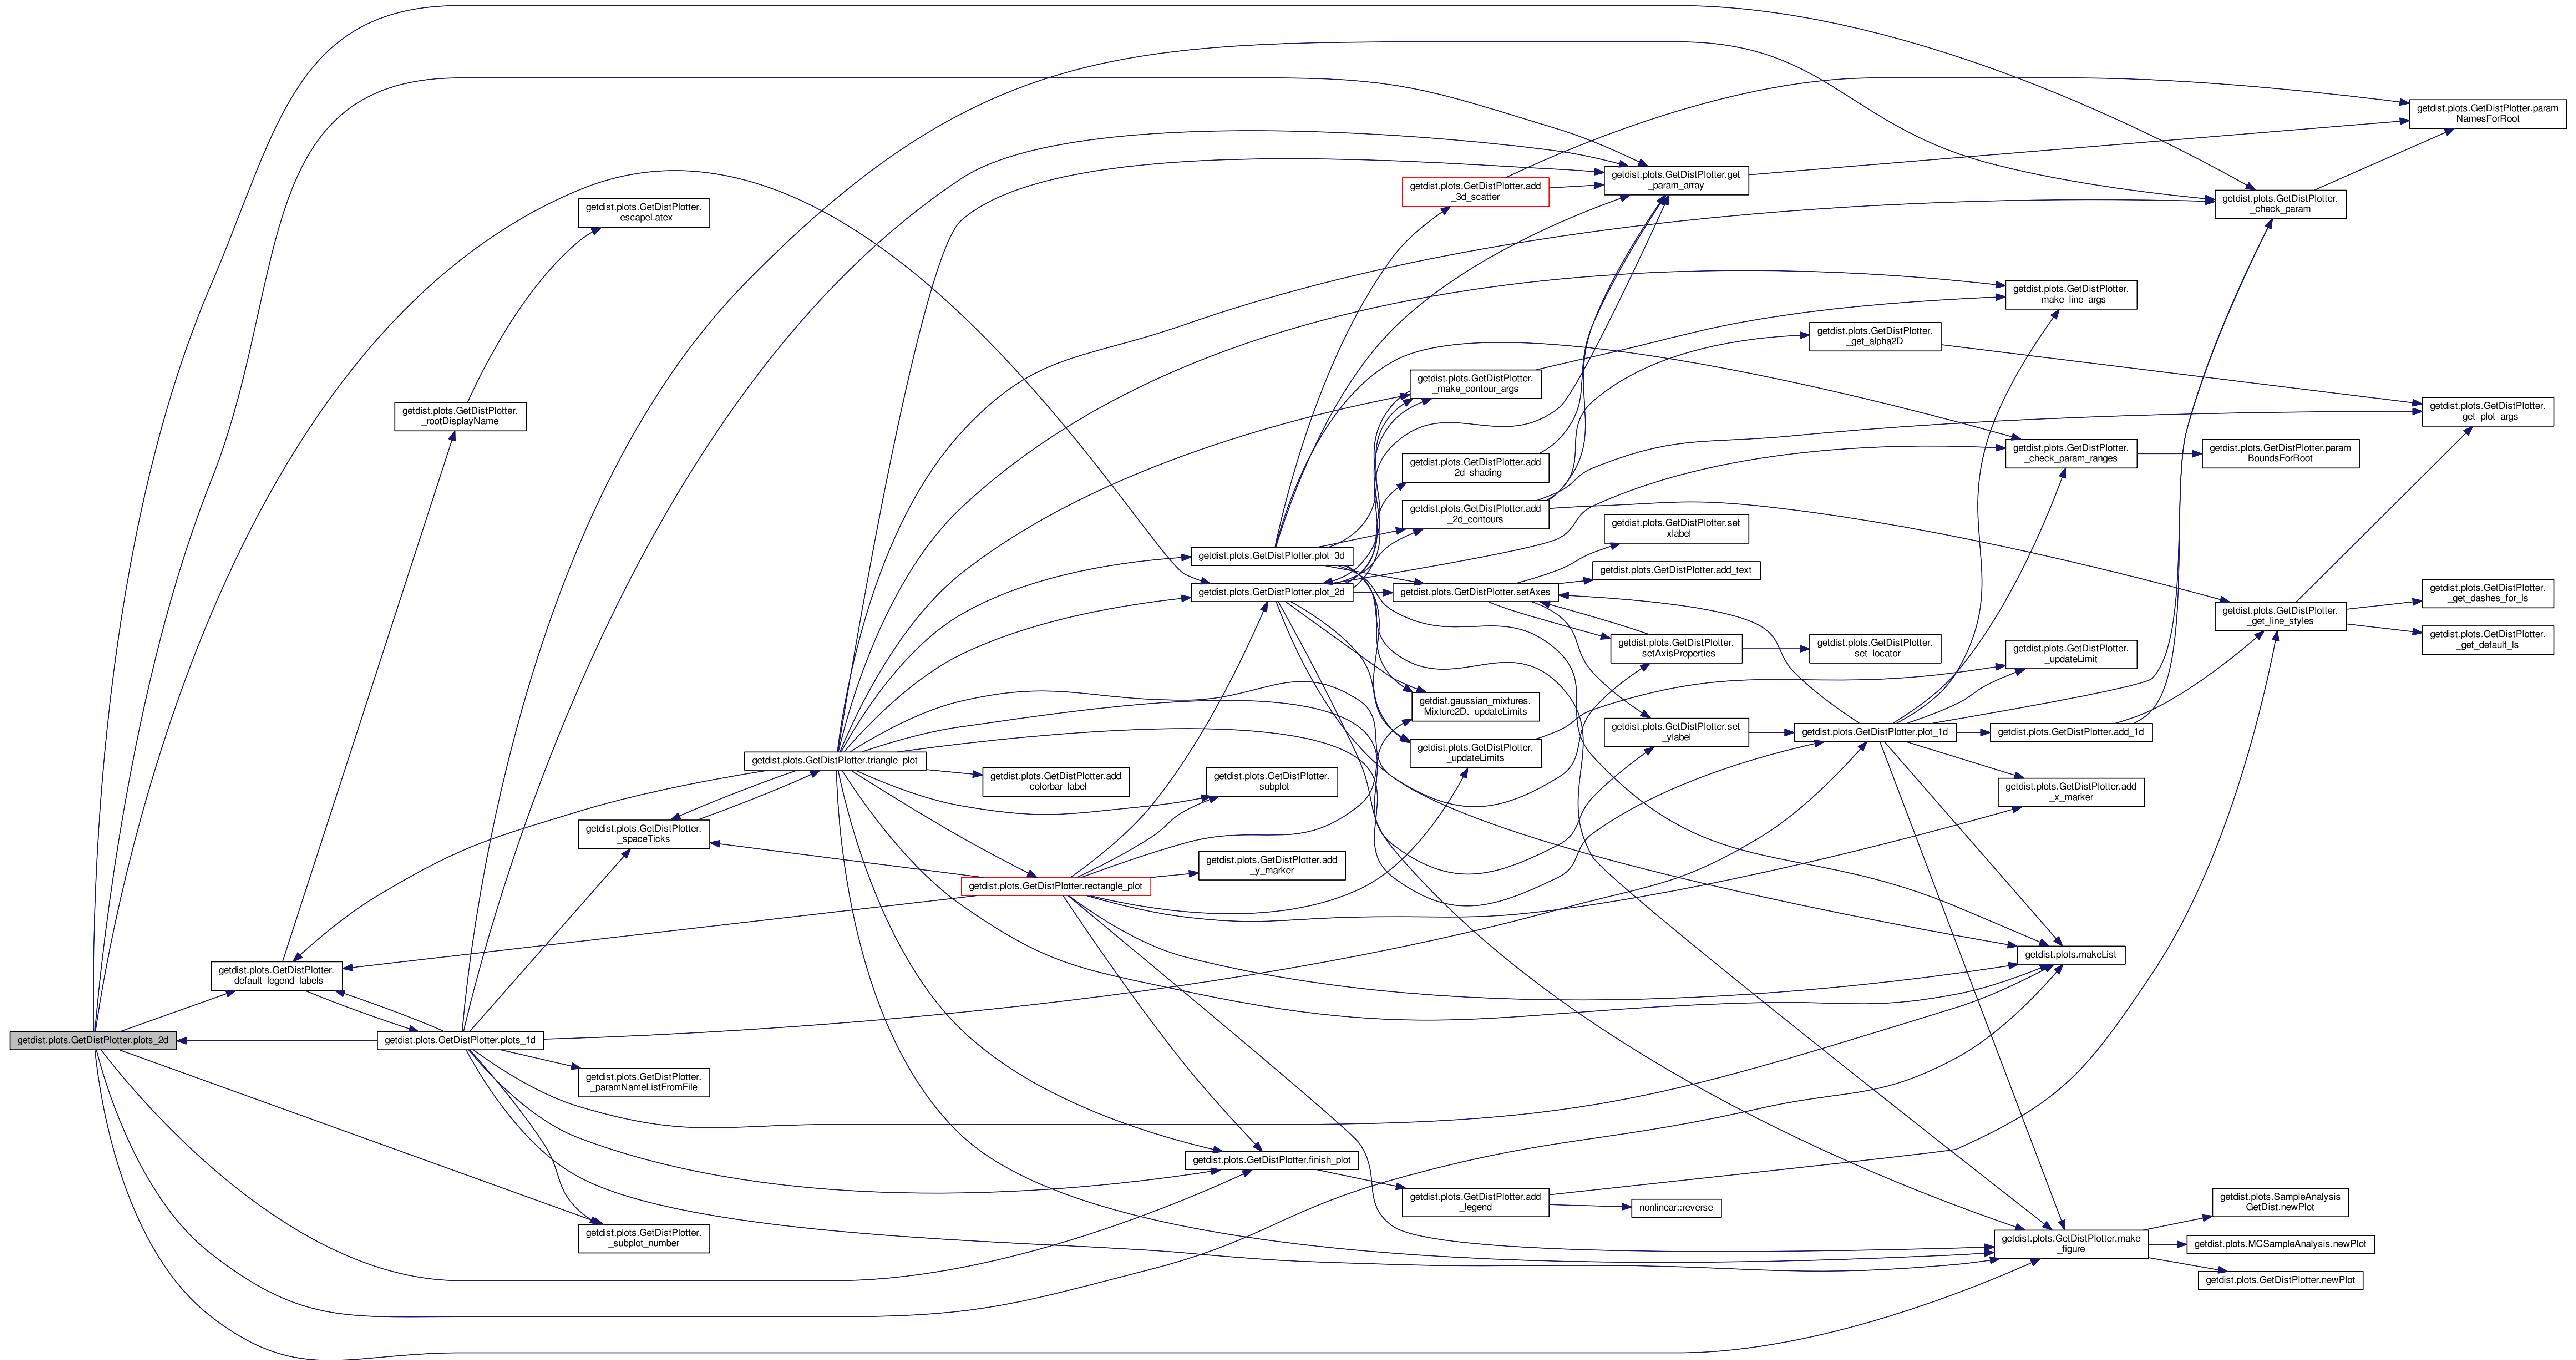 getdist.plots.GetDistPlotter.param
NamesForRoot
getdist.plots.GetDistPlotter.get
_param_array
getdist.plots.GetDistPlotter.add
_3d_scatter
getdist.plots.GetDistPlotter.
_check_param
getdist.plots.GetDistPlotter.
_escapeLatex
getdist.plots.GetDistPlotter.
_make_line_args
getdist.plots.GetDistPlotter.
_get_alpha2D
getdist.plots.GetDistPlotter.
_make_contour_args
getdist.plots.GetDistPlotter.
_get_plot_args
getdist.plots.GetDistPlotter.
_rootDisplayName
getdist.plots.GetDistPlotter.
_check_param_ranges
getdist.plots.GetDistPlotter.param
BoundsForRoot
getdist.plots.GetDistPlotter.add
_2d_shading
getdist.plots.GetDistPlotter.add
_2d_contours
getdist.plots.GetDistPlotter.set
_xlabel
getdist.plots.GetDistPlotter.plot_3d
getdist.plots.GetDistPlotter.add_text
getdist.plots.GetDistPlotter.plot_2d
getdist.plots.GetDistPlotter.setAxes
getdist.plots.GetDistPlotter.
_get_dashes_for_ls
getdist.plots.GetDistPlotter.
_get_line_styles
getdist.plots.GetDistPlotter.
_get_default_ls
getdist.plots.GetDistPlotter.
_setAxisProperties
getdist.plots.GetDistPlotter.
_set_locator
getdist.plots.GetDistPlotter.
_updateLimit
getdist.gaussian_mixtures.
Mixture2D._updateLimits
getdist.plots.GetDistPlotter.set
_ylabel
getdist.plots.GetDistPlotter.plot_1d
getdist.plots.GetDistPlotter.add_1d
getdist.plots.GetDistPlotter.
_updateLimits
getdist.plots.GetDistPlotter.triangle_plot
getdist.plots.GetDistPlotter.add
_colorbar_label
getdist.plots.GetDistPlotter.
_subplot
getdist.plots.GetDistPlotter.add
_x_marker
getdist.plots.GetDistPlotter.
_spaceTicks
getdist.plots.GetDistPlotter.add
_y_marker
getdist.plots.GetDistPlotter.rectangle_plot
getdist.plots.makeList
getdist.plots.GetDistPlotter.
_default_legend_labels
getdist.plots.GetDistPlotter.plots_2d
getdist.plots.GetDistPlotter.plots_1d
getdist.plots.GetDistPlotter.
_paramNameListFromFile
getdist.plots.GetDistPlotter.finish_plot
getdist.plots.GetDistPlotter.add
_legend
nonlinear::reverse
getdist.plots.SampleAnalysis
GetDist.newPlot
getdist.plots.GetDistPlotter.
_subplot_number
getdist.plots.GetDistPlotter.make
_figure
getdist.plots.MCSampleAnalysis.newPlot
getdist.plots.GetDistPlotter.newPlot